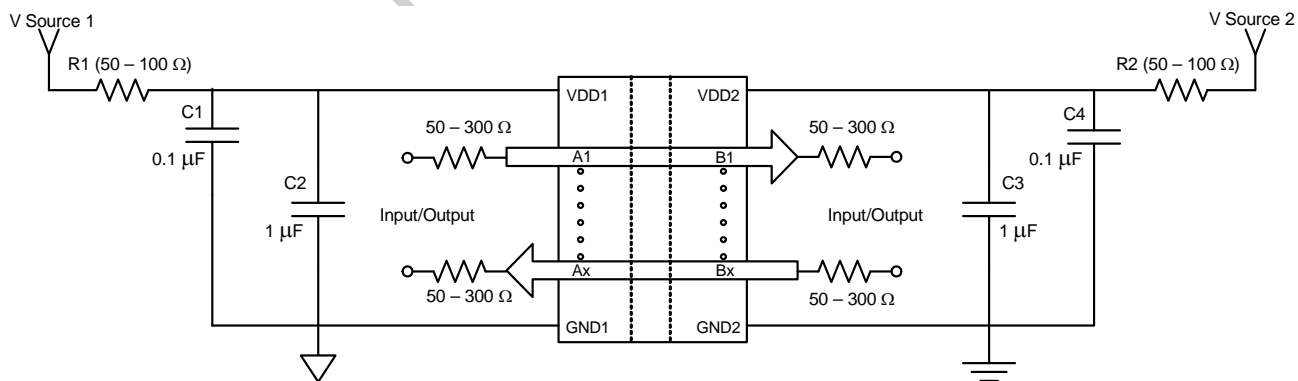 V Source 1
V Source 2
R1 (50 – 100 Ω)
R2 (50 – 100 Ω)
VDD1
VDD2
C1
C4
50 – 300 Ω
50 – 300 Ω
0.1 μF
A1
B1
0.1 μF
C2
C3
Input/Output
Input/Output
1 μF
1 μF
Ax
Bx
50 – 300 Ω
50 – 300 Ω
GND1
GND2